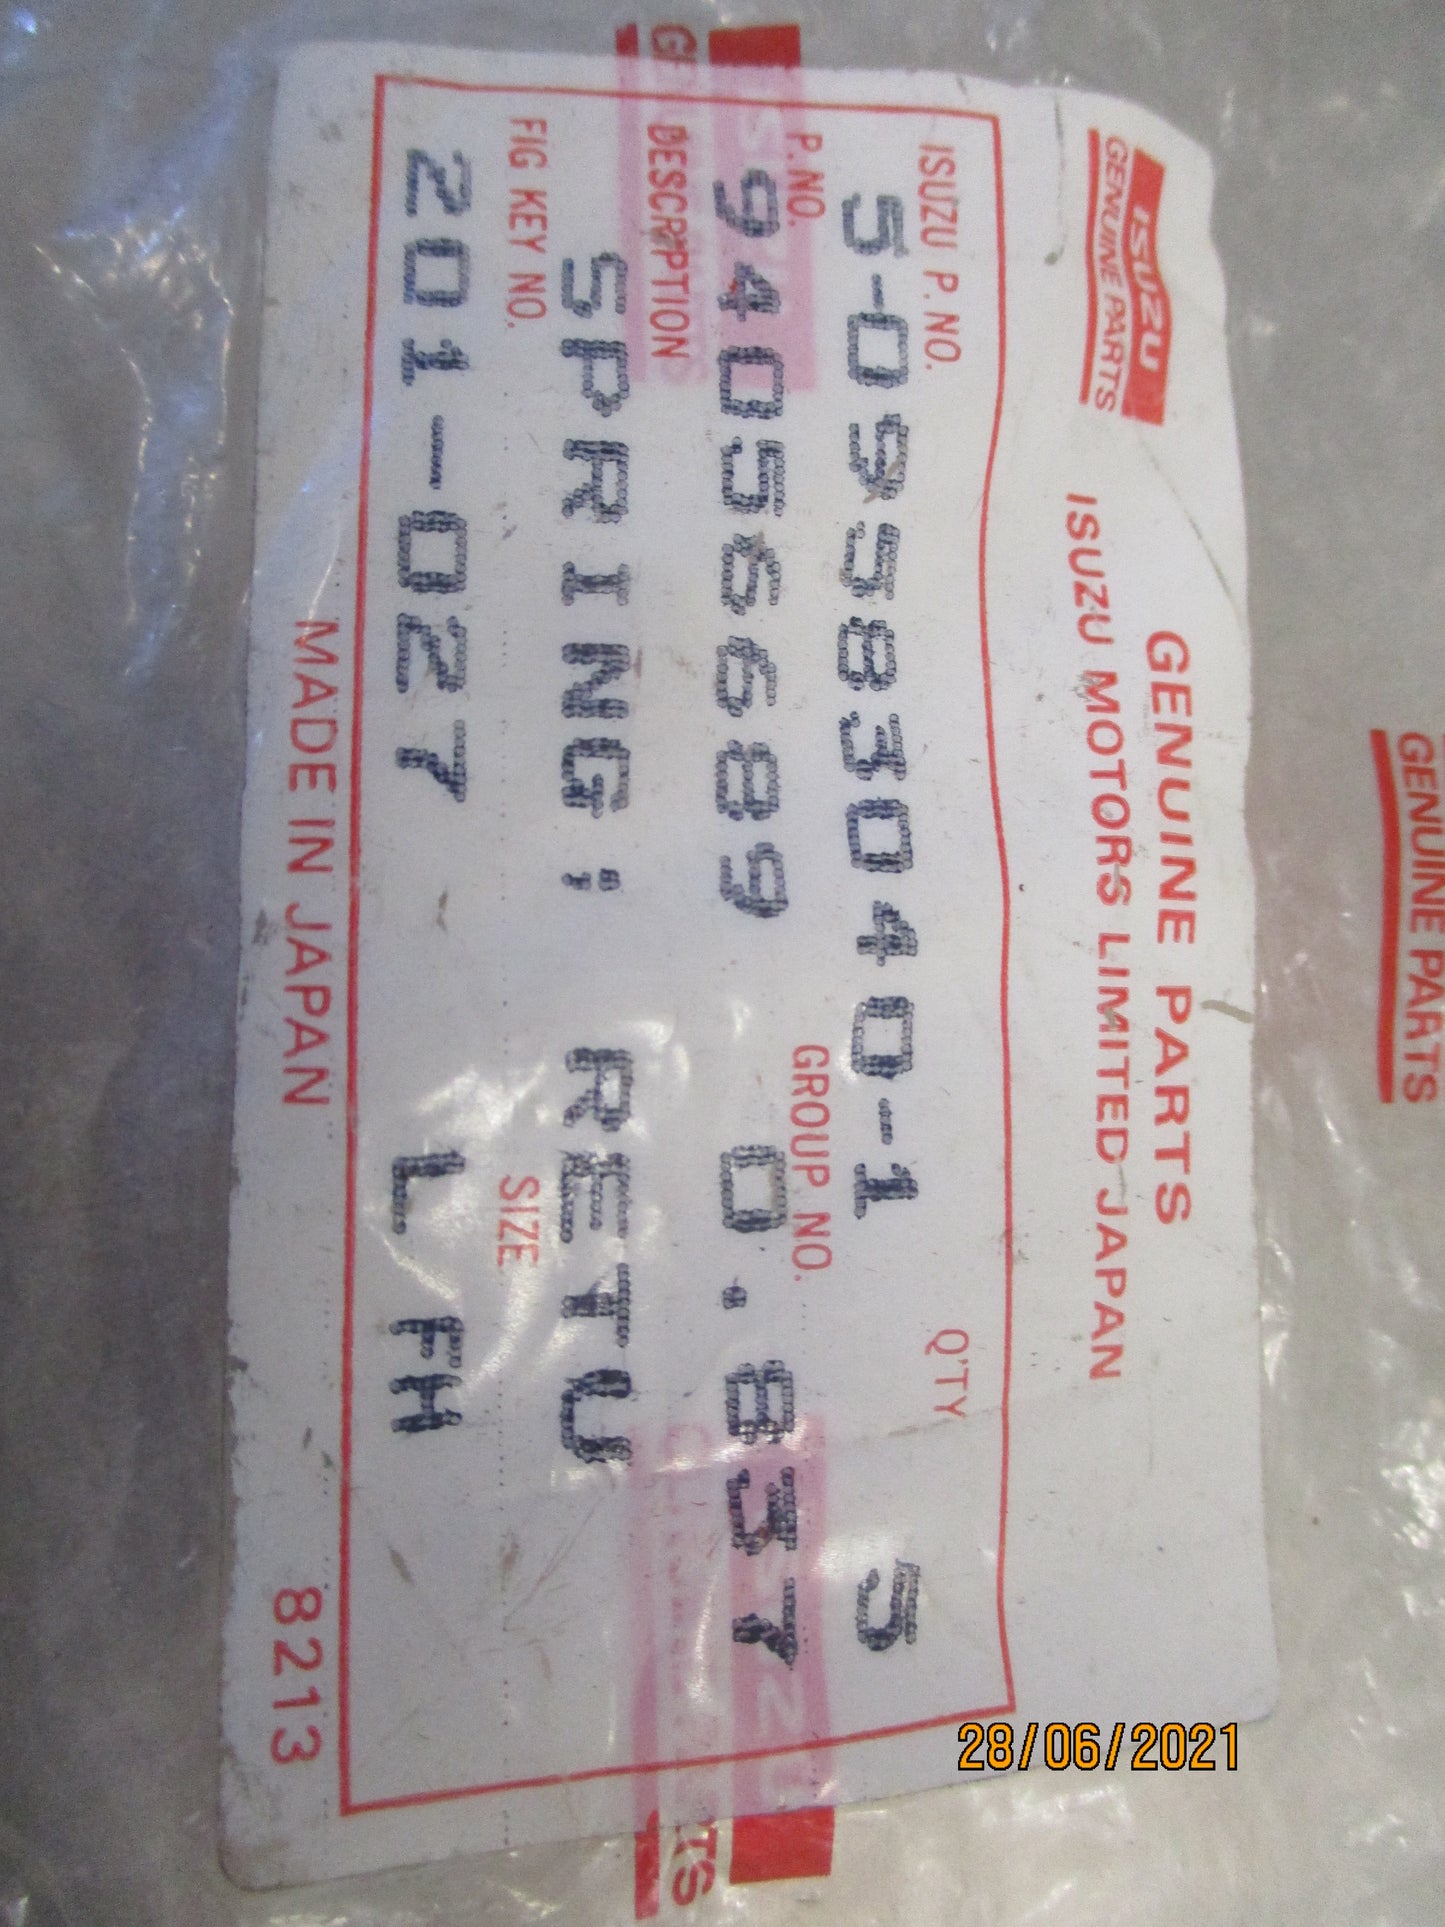 ISUZU
GENUINE PARTS
GENUINE PARTS
ISUZU MOTORS LIMITED JAPAN
ISUZU P. NO.
Q'TY
5-09583040-1 5
P. NO.
GROUP NO.
94056689 0.837
DESCRIPTION
SPRING; RETU
FIG KEY NO.
SIZE
201-027 L FH
MADE IN JAPAN
8213
GENUINE PARTS
28/06/2021